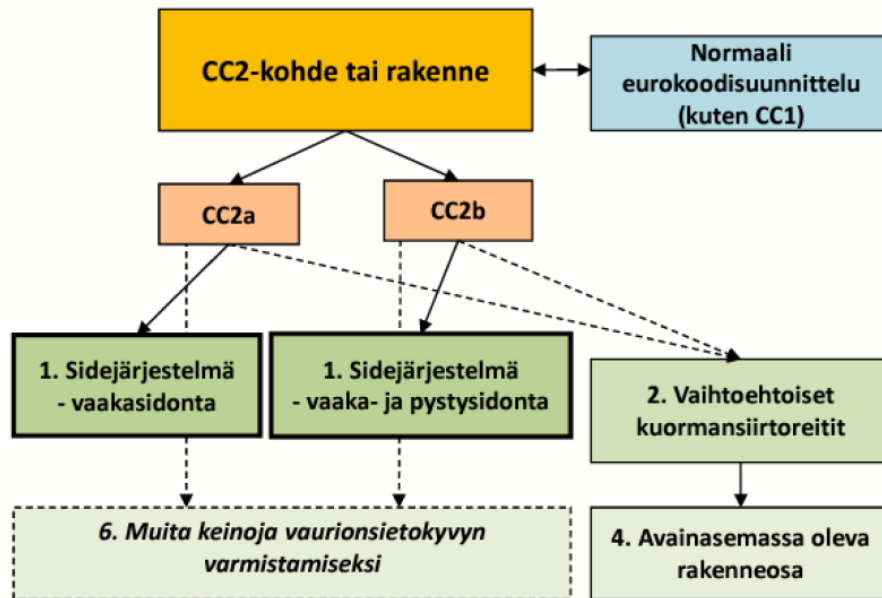 CC2-kohde tai rakenne
Normaali
eurokoodisuunnittelu
(kuten CC1)
CC2a
CC2b
1. Sidejärjestelmä
- vaakasidonta
1. Sidejärjestelmä
- vaaka- ja pystysidonta
2. Vaihtoehtoiset
kuormansiirtoreitit
6. Muita keinoja vaurionsietokyvyn
varmistamiseksi
4. Avainasemassa oleva
rakenneosa